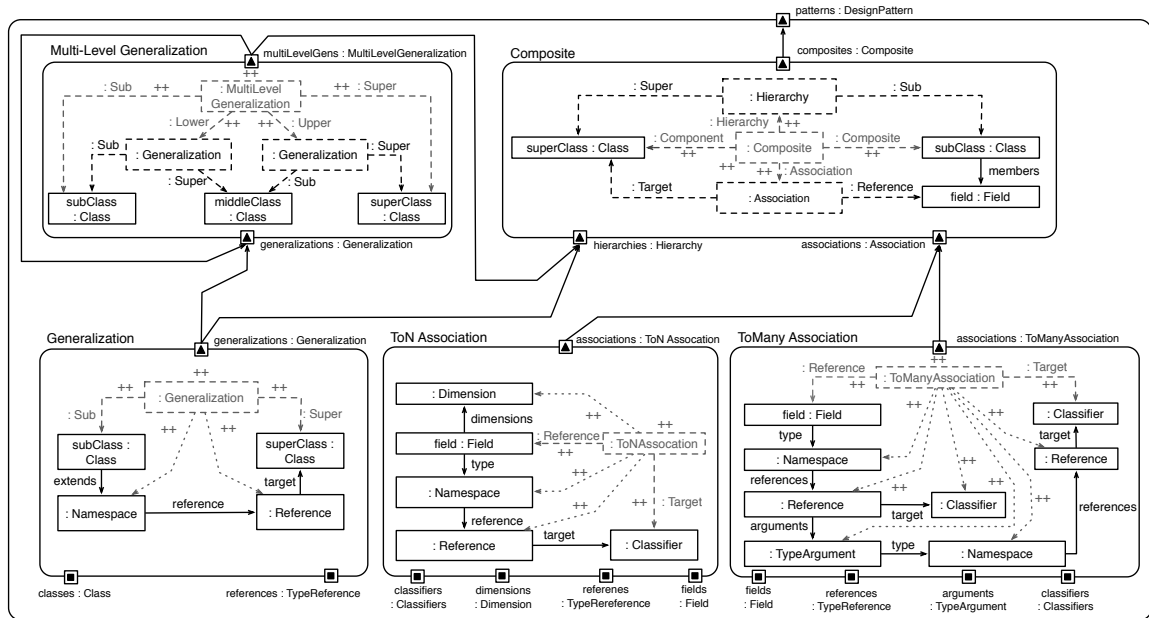 patterns : DesignPattern
Multi-Level Generalization
multiLevelGens : MultiLevelGeneralization
++
: MultiLevel
Generalization
: Sub
++
++
: Super
: Lower
++
++
: Upper
: Sub
: Generalization
: Generalization
: Super
: Super
: Sub
subClass
: Class
middleClass
: Class
superClass
: Class
generalizations : Generalization
Composite
composites : Composite
: Super
: Hierarchy
: Sub
: Hierarchy
++
superClass : Class
: Component
++
: Composite
: Composite
++
subClass : Class
++
++
: Association
members
: Target
: Association
: Reference
field : Field
hierarchies : Hierarchy
associations : Association
Generalization
generalizations : Generalization
++
++
: Generalization
++
: Sub
++
++
: Super
subClass :
Class
superClass :
Class
extends
target
: Namespace
reference
: Reference
classes : Class
references : TypeReference
ToN Association
associations : ToN Assocation
: Dimension
dimensions
++
field : Field
: Reference
++
: ToNAssocation
type
++
: Namespace
++
++
: Target
reference
: Reference
target
: Classifier
classifiers
: Classifiers
dimensions
: Dimension
referenes
: TypeRereference
fields
: Field
ToMany Association
associations : ToManyAssociation
++
: Reference
++
: ToManyAssociation
: Target
++
field : Field
++
++
: Classifier
type
target
: Namespace
++
++
: Reference
references
++
++
: Reference
target
: Classifier
++
references
arguments
: TypeArgument
type
: Namespace
fields
: Field
references
: TypeReference
arguments
: TypeArgument
classifiers
: Classifiers